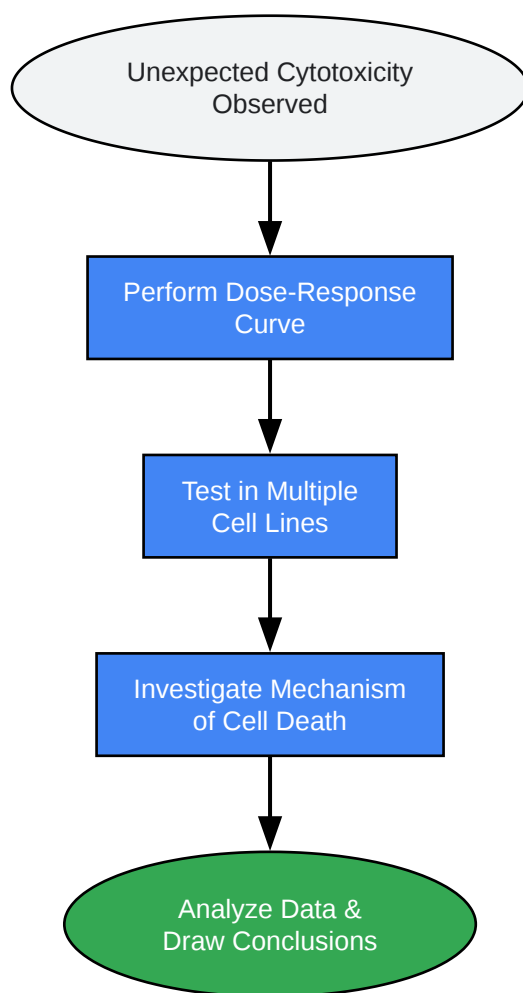 Unexpected Cytotoxicity
Observed
Perform Dose-Response
Curve
Test in Multiple
Cell Lines
Investigate Mechanism
of Cell Death
Analyze Data &
Draw Conclusions